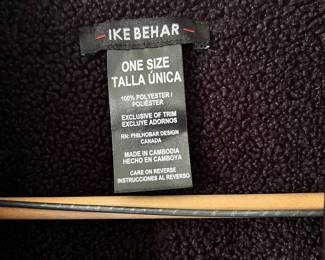 IKE BEHAR
ONE SIZE
TALLA ÚNICA
100% POLYESTER /
POLIÉSTER
EXCLUSIVE OF TRIM
EXCLUYE ADORNOS
RN: PHILHOBAR DESIGN
CANADA
MADE IN CAMBODIA
HECHO EN CAMBOYA
CARE ON REVERSE
INSTRUCCIONES AL REVERSO